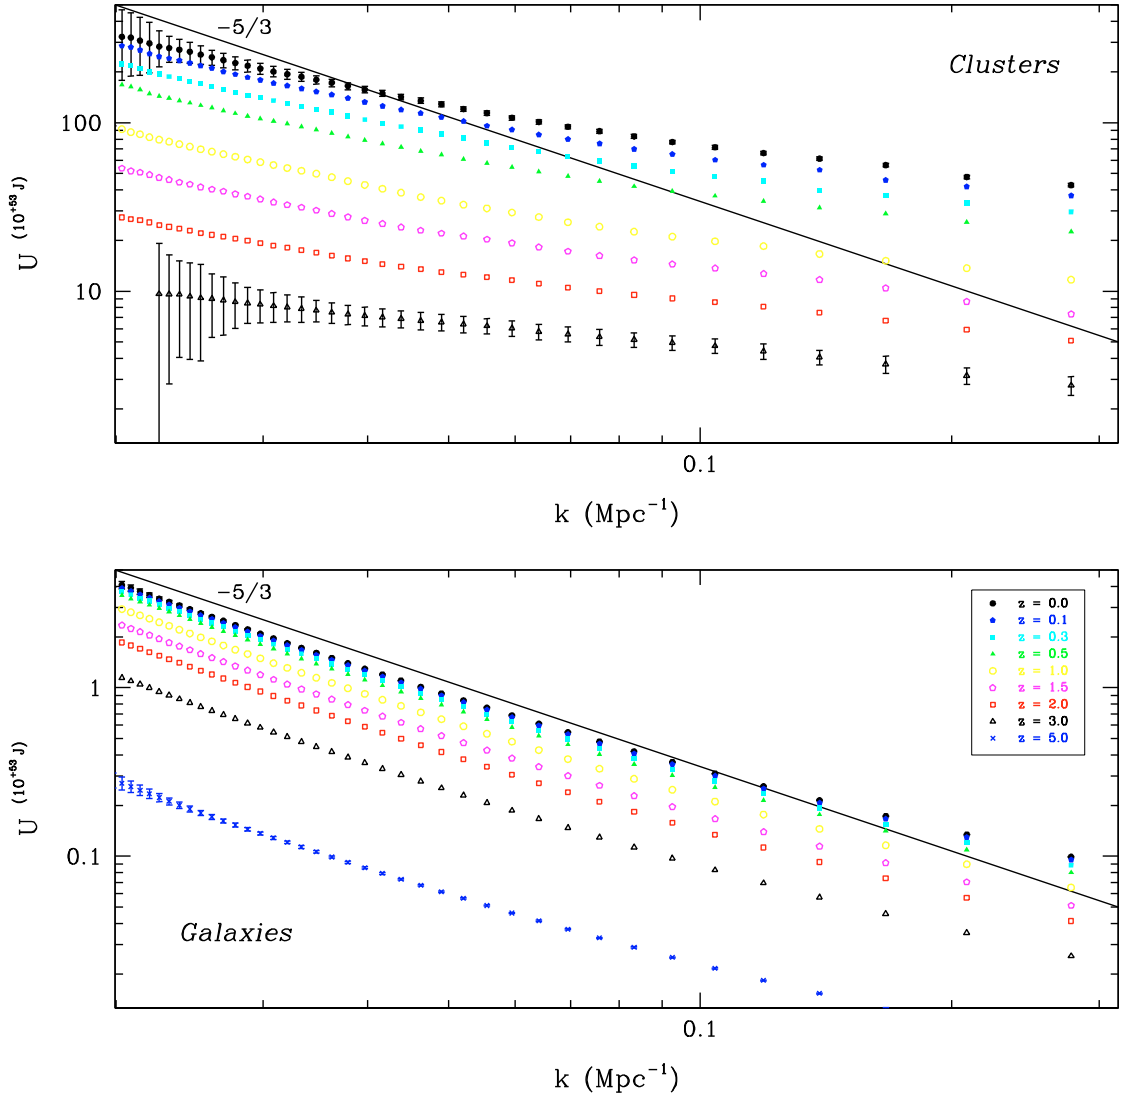 −5/3
Clusters
100
10
U (10⁺⁵³ J)
0.1
k (Mpc⁻¹)
−5/3
z = 0.0
z = 0.1
z = 0.3
z = 0.5
z = 1.0
z = 1.5
z = 2.0
z = 3.0
z = 5.0
1
0.1
U (10⁺⁵³ J)
Galaxies
0.1
k (Mpc⁻¹)